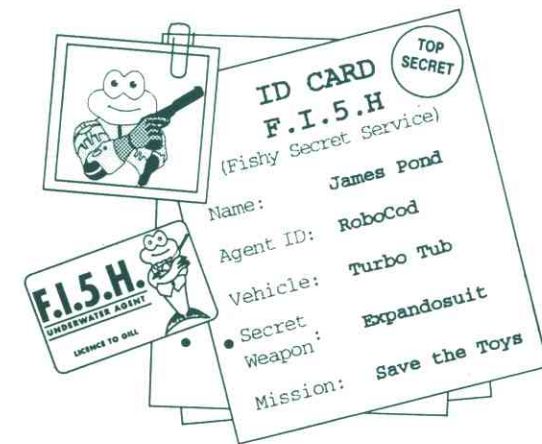 TOP
SECRET
ID CARD
F.I.5.H
(Fishy Secret Service)
Name: James Pond
Agent ID: RoboCod
Vehicle: Turbo Tub
Secret
Weapon: Expandosuit
Mission: Save the Toys
F.I.5.H.
UNDERWATER AGENT
LICENCE TO GILL